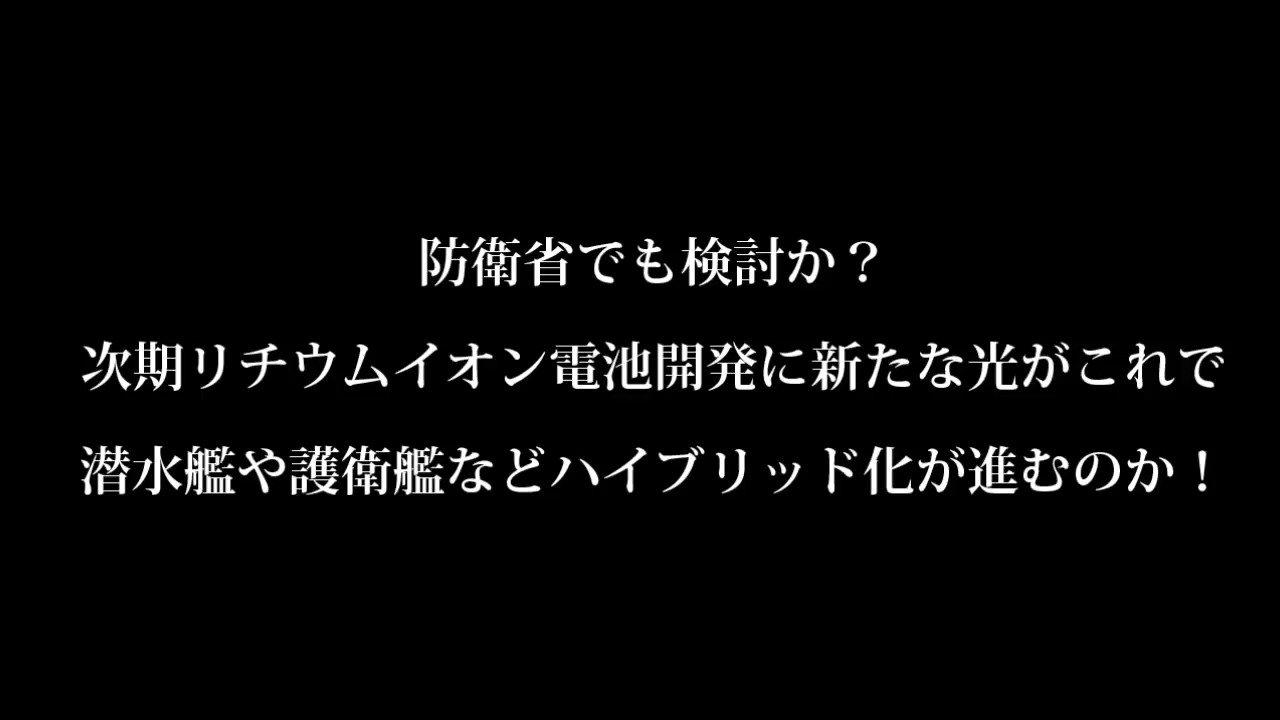 防衛省でも検討か？
次期リチウムイオン電池開発に新たな光がこれで
潜水艦や護衛艦などハイブリッド化が進むのか！